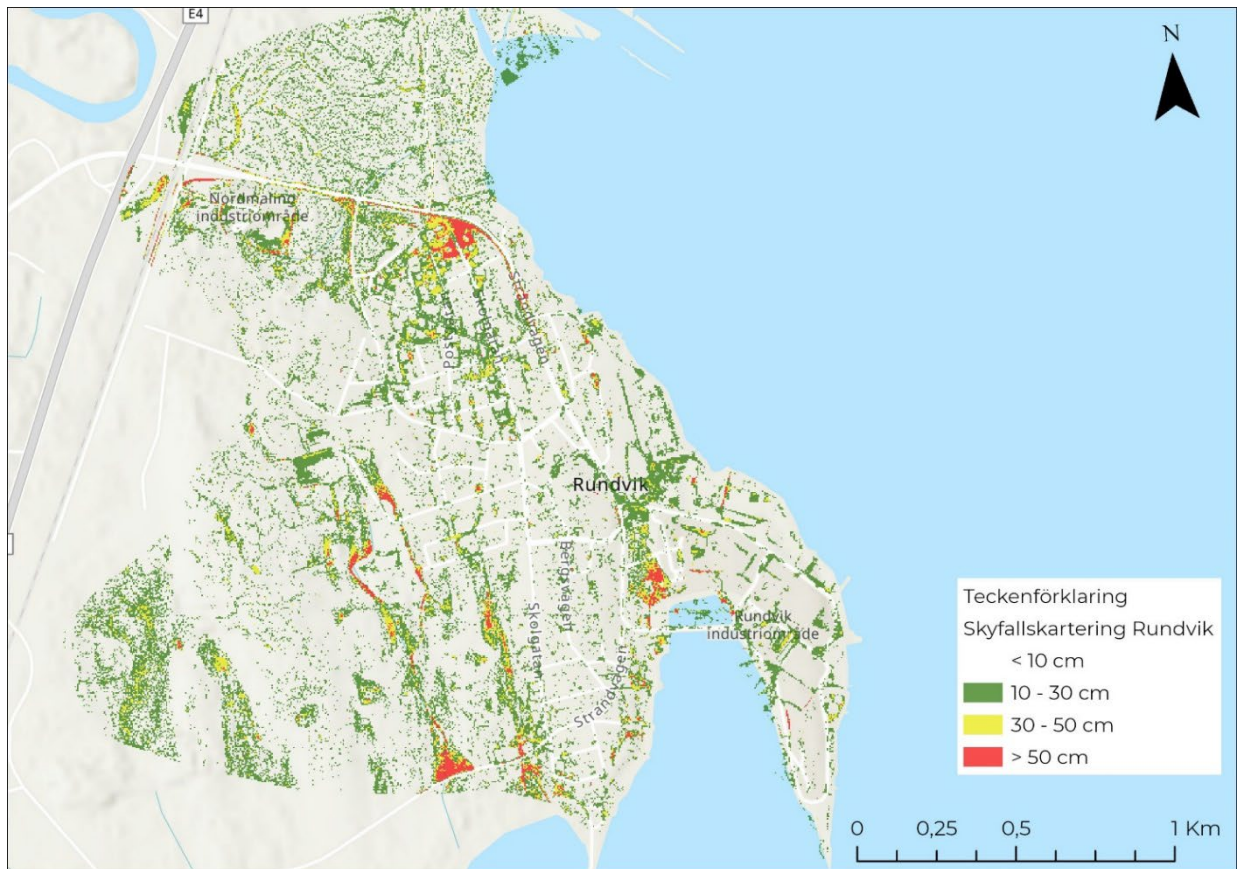 E4
N
Nordmaling
industriområde
Strandvägen
Rundvik
Bergsvägen
Skolgatan
Strandvägen
Rundvik
industriområde
Teckenförklaring
Skyfallskartering Rundvik
< 10 cm
10 - 30 cm
30 - 50 cm
> 50 cm
0 0,25 0,5 1 Km